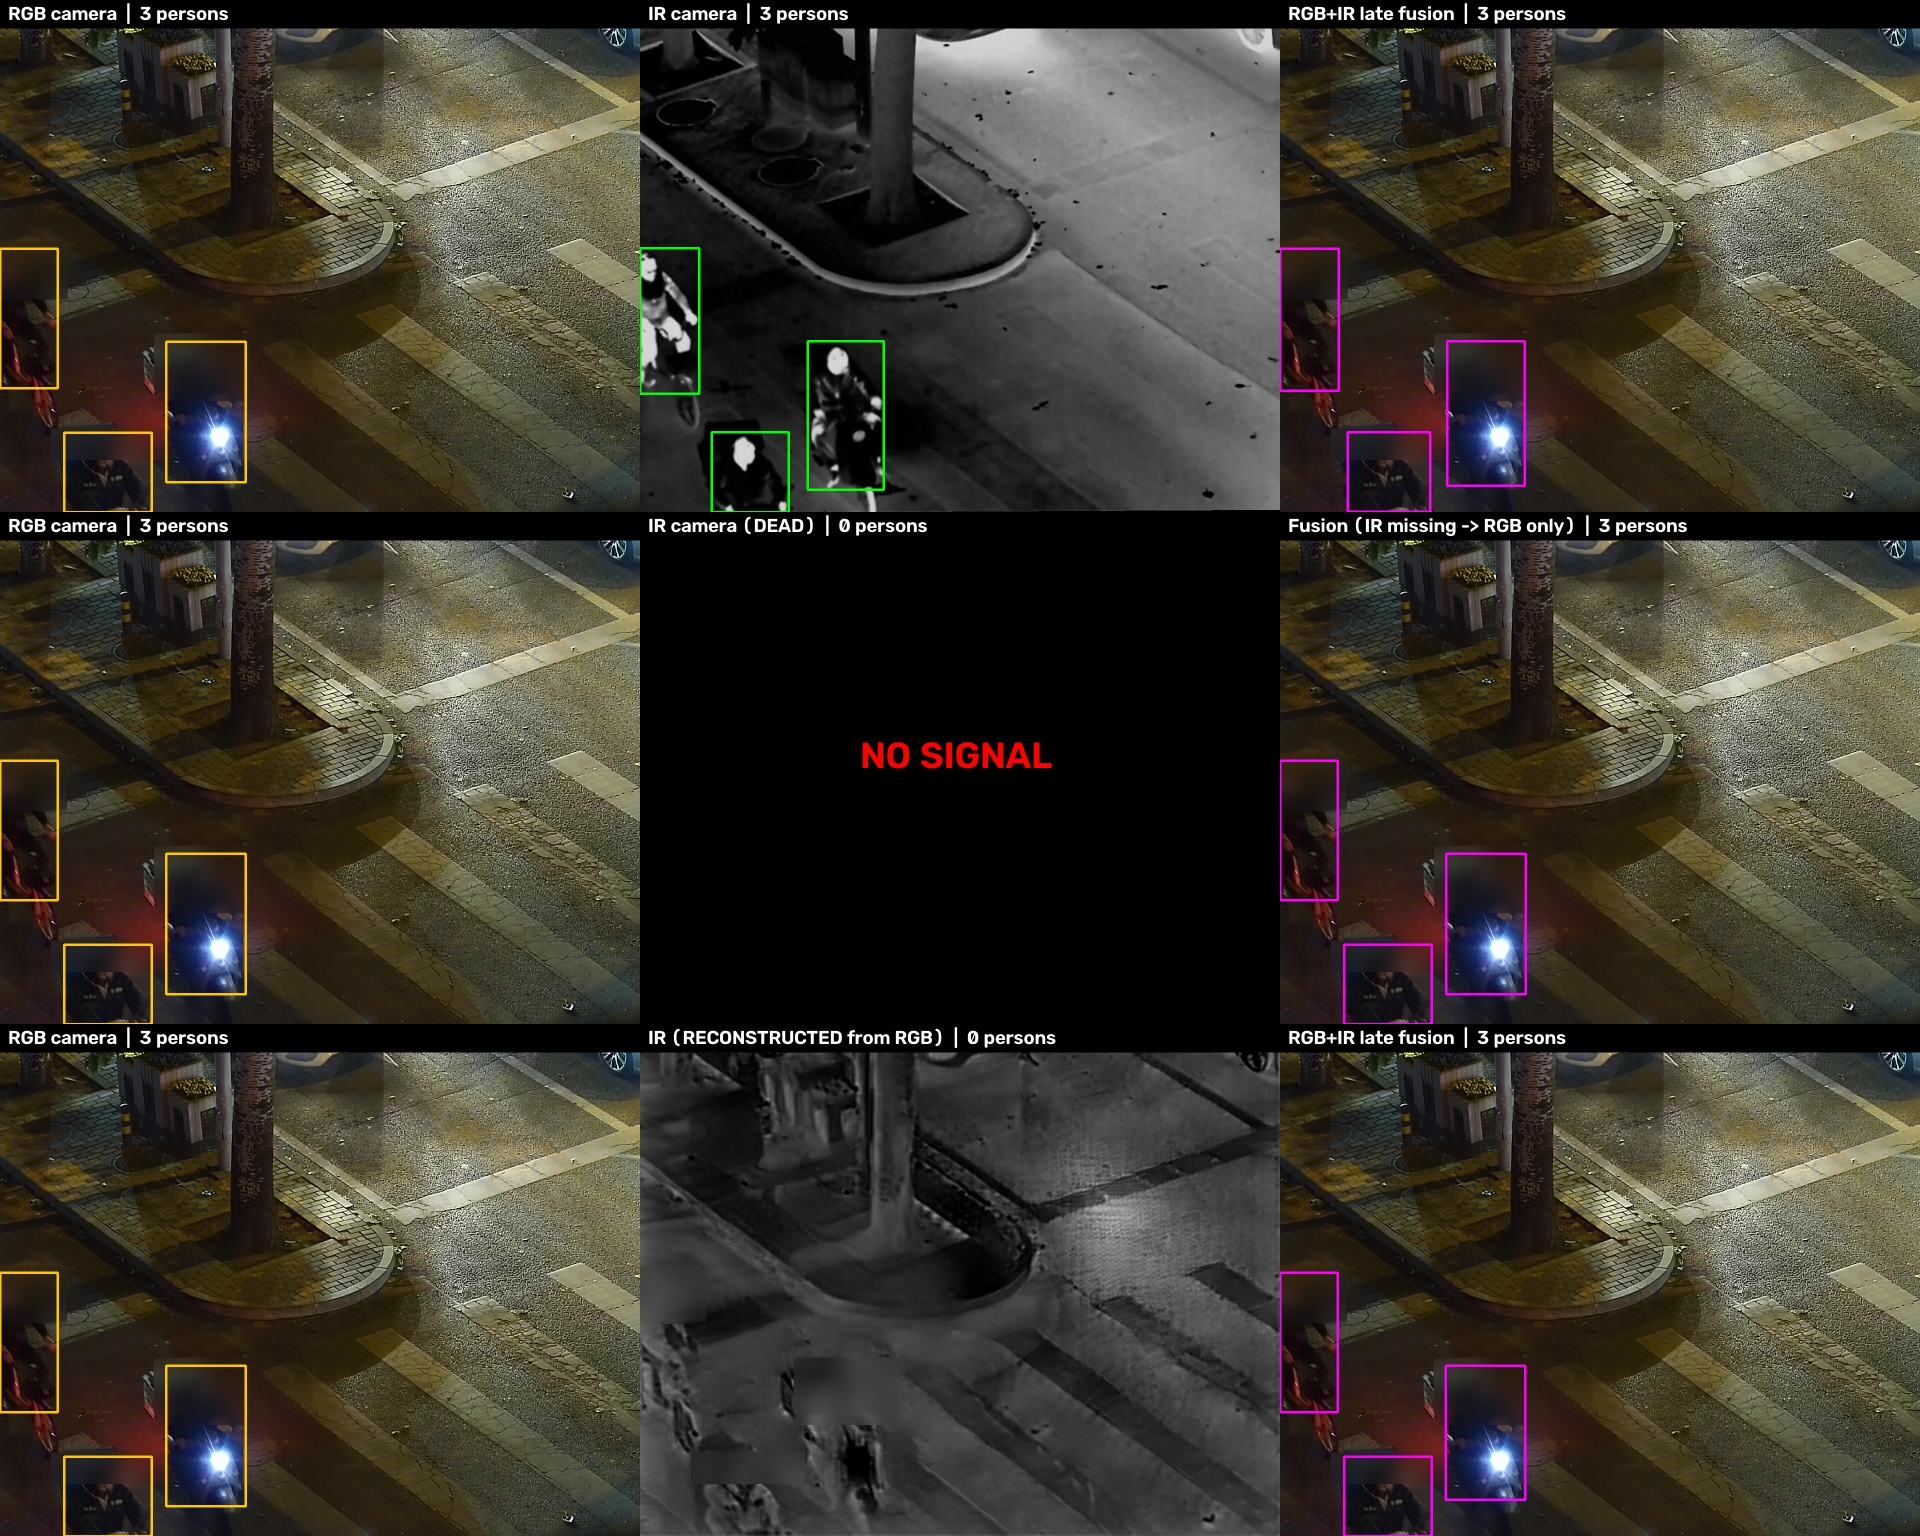 RGB camera | 3 persons
IR camera | 3 persons
RGB+IR late fusion | 3 persons
RGB camera | 3 persons
IR camera (DEAD) | 0 persons
Fusion (IR missing -> RGB only) | 3 persons
NO SIGNAL
RGB camera | 3 persons
IR (RECONSTRUCTED from RGB) | 0 persons
RGB+IR late fusion | 3 persons